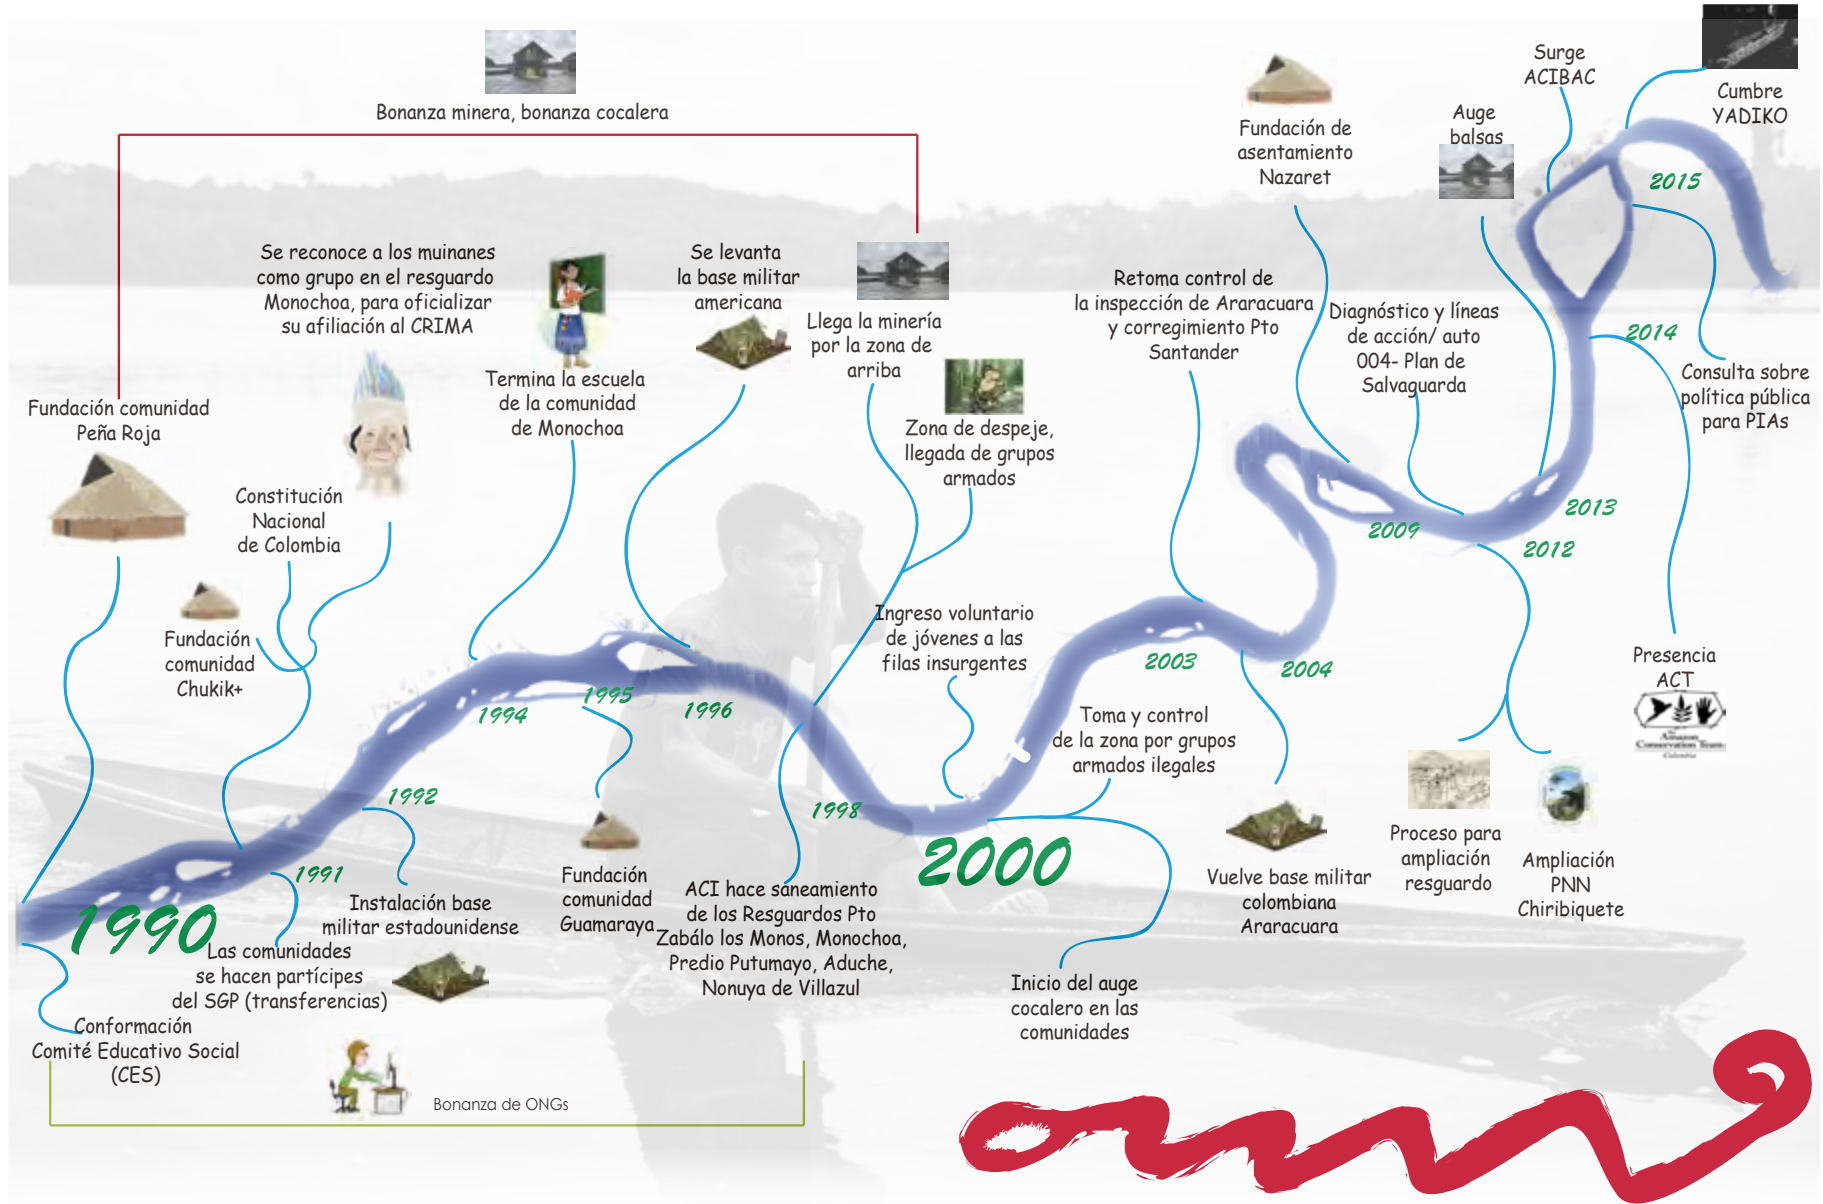 Bonanza minera, bonanza cocalera
Fundación comunidad
Peña Roja
Se reconoce a los muinanes
como grupo en el resguardo
Monochoa, para oficializar
su afiliación al CRIMA
Constitución
Nacional
de Colombia
Fundación
comunidad
Chukik+
Termina la escuela
de la comunidad
de Monochoa
Se levanta
la base militar
americana
Llega la minería
por la zona de
arriba
Zona de despeje,
llegada de grupos
armados
Ingreso voluntario
de jóvenes a las
filas insurgentes
Retoma control de
la inspección de Araracuara
y corregimiento Pto
Santander
Fundación de
asentamiento
Nazaret
Diagnóstico y líneas
de acción/ auto
004- Plan de
Salvaguarda
Auge
balsas
Surge
ACIBAC
Cumbre
YADIKO
2015
2014
Consulta sobre
política pública
para PIAs
2013
2012
2009
2004
2003
Presencia
ACT
Amazon
Conservation Team
Colombia
1996
1995
1994
1992
1991
1990
1998
2000
Toma y control
de la zona por grupos
armados ilegales
Instalación base
militar estadounidense
Las comunidades
se hacen partícipes
del SGP (transferencias)
Conformación
Comité Educativo Social
(CES)
Fundación
comunidad
Guamaraya
ACI hace saneamiento
de los Resguardos Pto
Zabálo los Monos, Monochoa,
Predio Putumayo, Aduche,
Nonuya de Villazul
Inicio del auge
cocalero en las
comunidades
Vuelve base militar
colombiana
Araracuara
Proceso para
ampliación
resguardo
Ampliación
PNN
Chiribiquete
Bonanza de ONGs